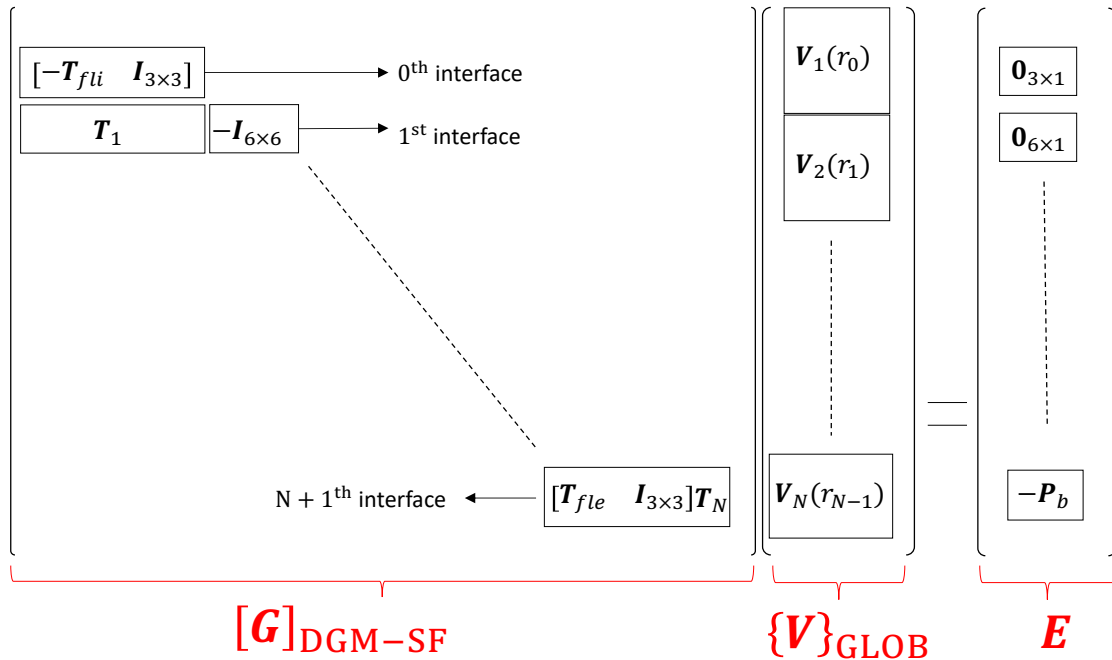 [−T_fli I_3×3] 0th interface V_1(r_0) 0_3×1
T_1 −I_6×6 1st interface V_2(r_1) 0_6×1
=
N + 1th interface [T_fle I_3×3]T_N V_N(r_N−1) −P_b
[G]_DGM−SF {V}_GLOB E